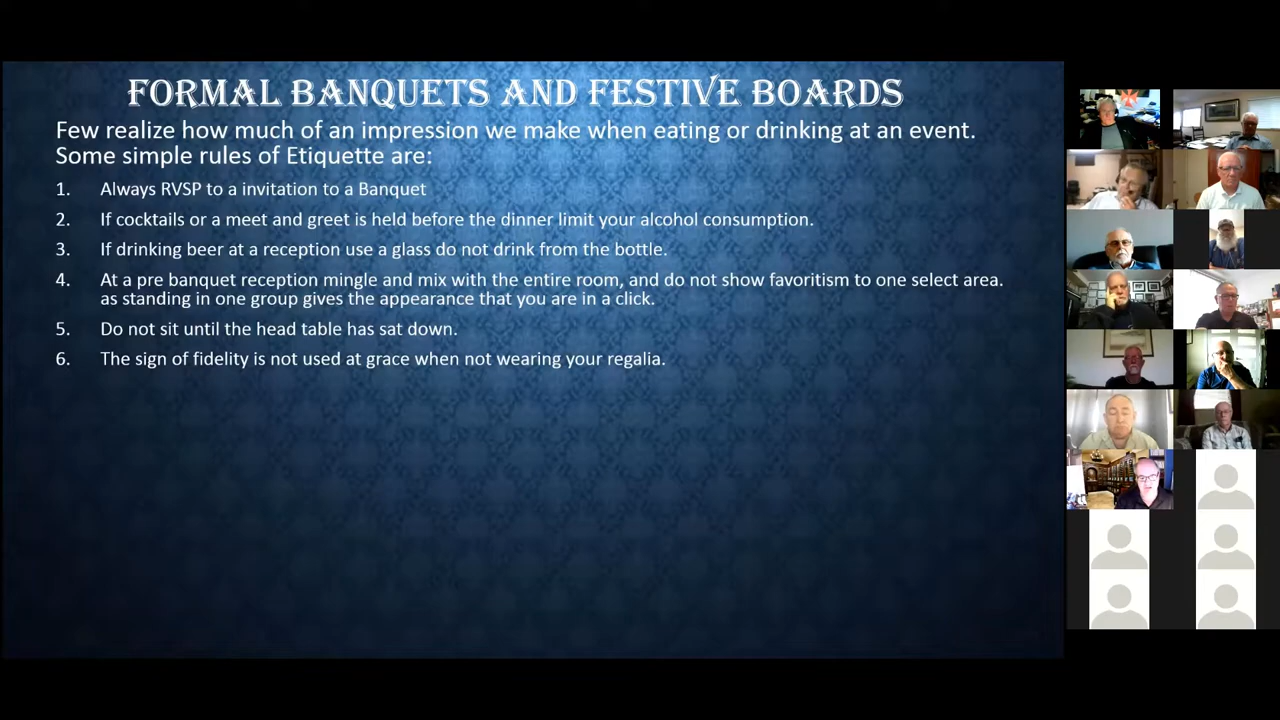 FORMAL BANQUETS AND FESTIVE BOARDS
Few realize how much of an impression we make when eating or drinking at an event.
Some simple rules of Etiquette are:
1. Always RVSP to a invitation to a Banquet
2. If cocktails or a meet and greet is held before the dinner limit your alcohol consumption.
3. If drinking beer at a reception use a glass do not drink from the bottle.
4. At a pre banquet reception mingle and mix with the entire room, and do not show favoritism to one select area.
as standing in one group gives the appearance that you are in a click.
5. Do not sit until the head table has sat down.
6. The sign of fidelity is not used at grace when not wearing your regalia.